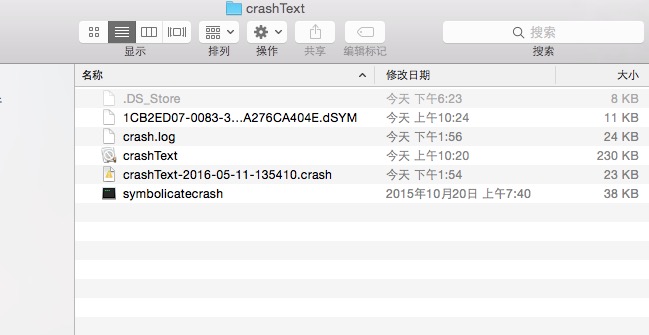 crashText
显示 排列 操作 共享 编辑标记 搜索
搜索
名称 修改日期 大小
.DS_Store 今天 下午6:23 8 KB
1CB2ED07-0083-3...A276CA404E.dSYM 今天 上午10:24 11 KB
crash.log 今天 下午1:56 24 KB
crashText 今天 上午10:20 230 KB
crashText-2016-05-11-135410.crash 今天 下午1:54 23 KB
symbolicatecrash 2015年10月20日 上午7:40 38 KB